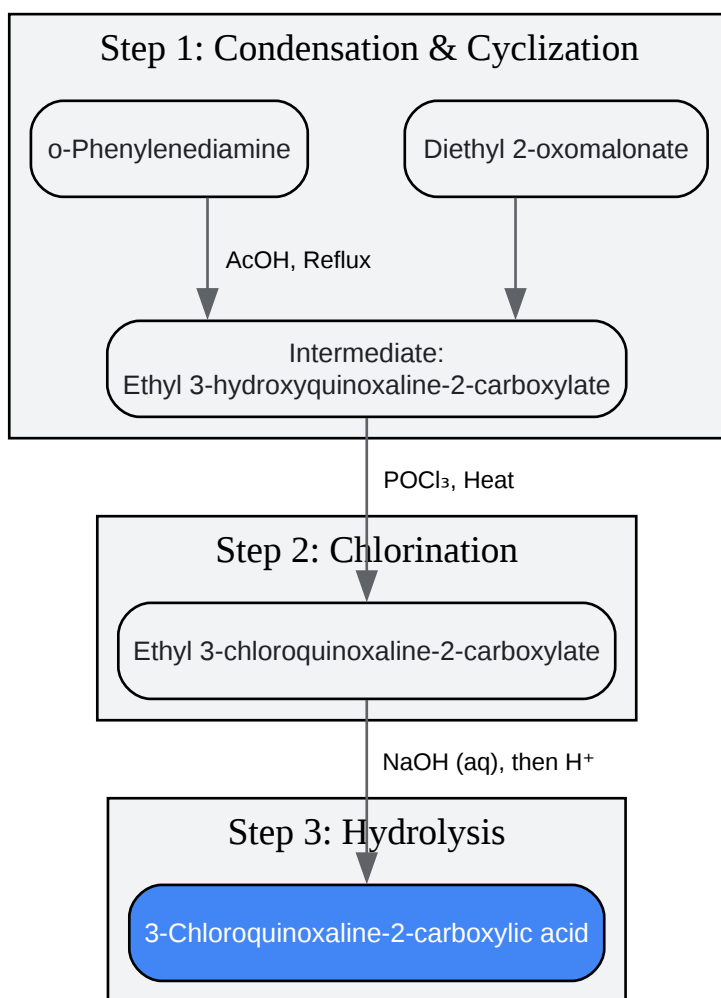 Step 1: Condensation & Cyclization
o-Phenylenediamine
Diethyl 2-oxomalonate
AcOH, Reflux
Intermediate:
Ethyl 3-hydroxyquinoxaline-2-carboxylate
POCl₃, Heat
Step 2: Chlorination
Ethyl 3-chloroquinoxaline-2-carboxylate
NaOH (aq), then H⁺
Step 3: Hydrolysis
3-Chloroquinoxaline-2-carboxylic acid